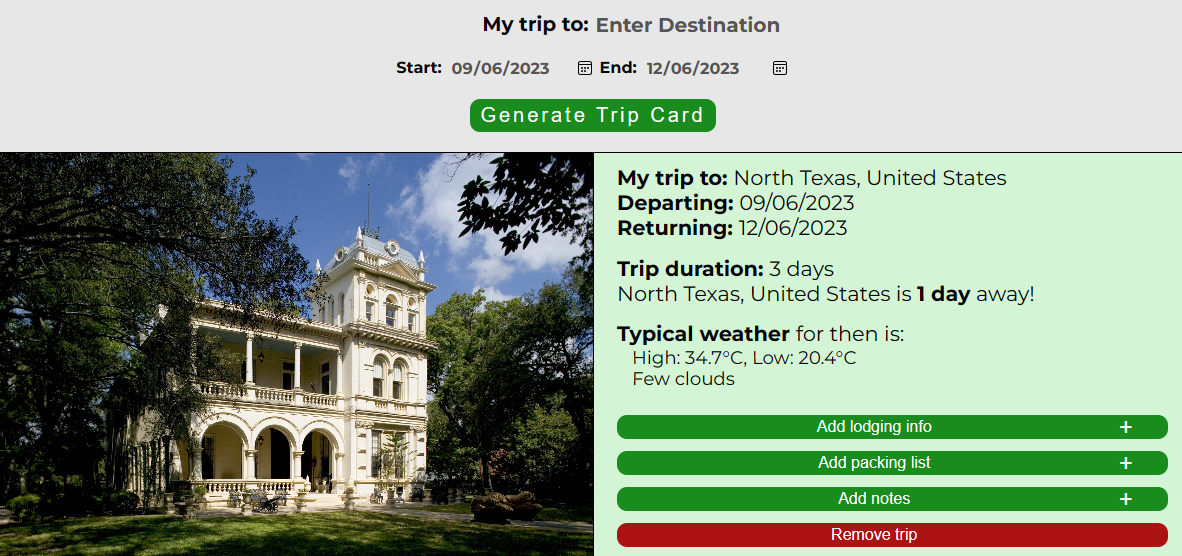 My trip to: Enter Destination
Start: 09/06/2023 End: 12/06/2023
Generate Trip Card
My trip to: North Texas, United States
Departing: 09/06/2023
Returning: 12/06/2023
Trip duration: 3 days
North Texas, United States is 1 day away!
Typical weather for then is:
High: 34.7°C, Low: 20.4°C
Few clouds
Add lodging info +
Add packing list +
Add notes +
Remove trip